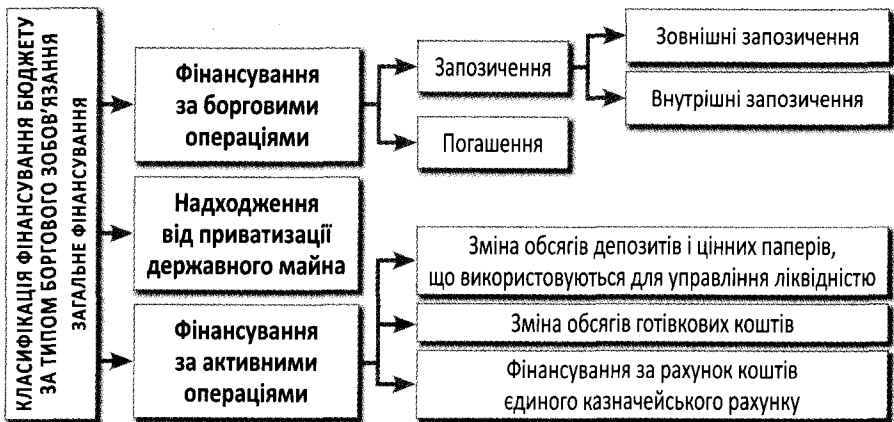 КЛАСИФІКАЦІЯ ФІНАНСУВАННЯ БЮДЖЕТУ
ЗА ТИПОМ БОРГОВОГО ЗОБОВ'ЯЗАННЯ
ЗАГАЛЬНЕ ФІНАНСУВАННЯ
Фінансування
за борговими
операціями
Запозичення
Зовнішні запозичення
Внутрішні запозичення
Погашення
Надходження
від приватизації
державного майна
Фінансування
за активними
операціями
Зміна обсягів депозитів і цінних паперів,
що використовуються для управління ліквідністю
Зміна обсягів готівкових коштів
Фінансування за рахунок коштів
єдиного казначейського рахунку